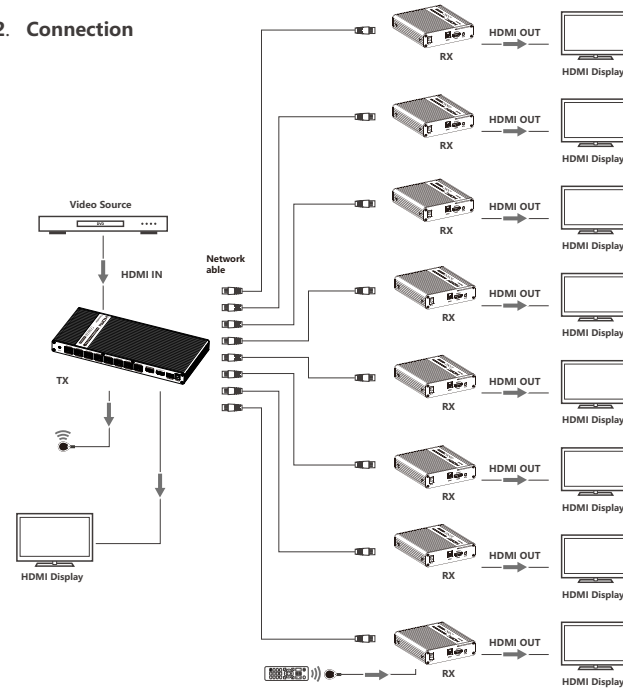 2. Connection
HDMI OUT
RX
HDMI Display
HDMI OUT
RX
HDMI Display
HDMI OUT
RX
HDMI Display
HDMI OUT
RX
HDMI Display
HDMI OUT
RX
HDMI Display
HDMI OUT
RX
HDMI Display
HDMI OUT
RX
HDMI Display
HDMI OUT
RX
HDMI Display
Video Source
DVD
HDMI IN
Network
able
TX
HDMI Display